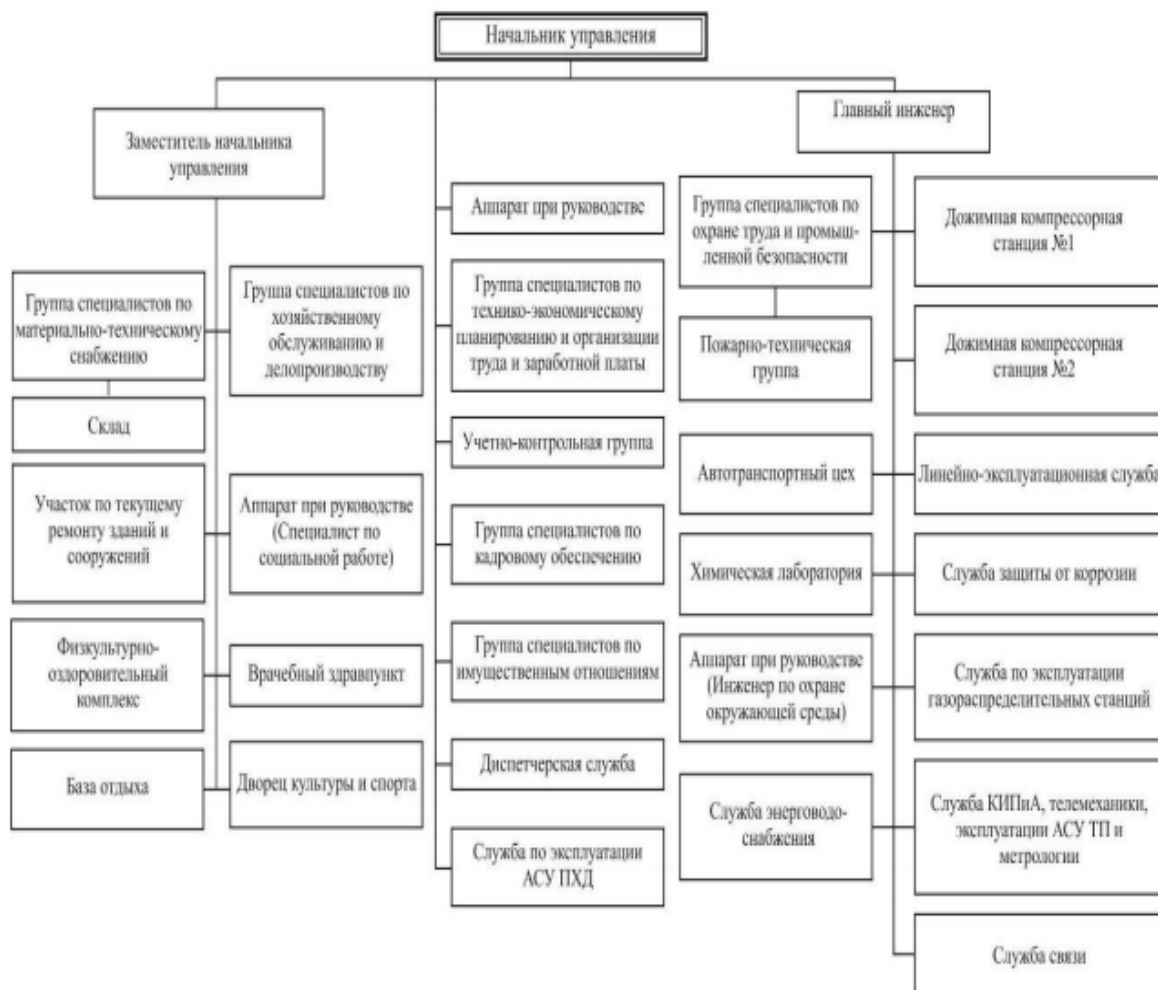 Начальник управления
Заместитель начальника
управления
Главный инженер
Группа специалистов по
материально-техническому
снабжению
Склад
Группа специалистов по
хозяйственному
обслуживанию и
делопроизводству
Участок по текущему
ремонту зданий и
сооружений
Аппарат при руководстве
(Специалист по
социальной работе)
Физкультурно-
оздоровительный
комплекс
Врачебный здравпункт
База отдыха
Дворец культуры и спорта
Аппарат при руководстве
Группа специалистов по
технико-экономическому
планированию и организации
труда и заработной платы
Учетно-контрольная группа
Группа специалистов по
кадровому обеспечению
Группа специалистов по
имущественным отношениям
Диспетчерская служба
Служба по эксплуатации
АСУ ПХД
Группа специалистов по
охране труда и промыш-
ленной безопасности
Пожарно-техническая
группа
Дожимная компрессорная
станция №1
Дожимная компрессорная
станция №2
Автотранспортный цех
Линейно-эксплуатационная служба
Химическая лаборатория
Служба защиты от коррозии
Аппарат при руководстве
(Инженер по охране
окружающей среды)
Служба по эксплуатации
газораспределительных станций
Служба энерговодо-
снабжения
Служба КИПиА, телемеханики,
эксплуатации АСУ ТП и
метрологии
Служба связи